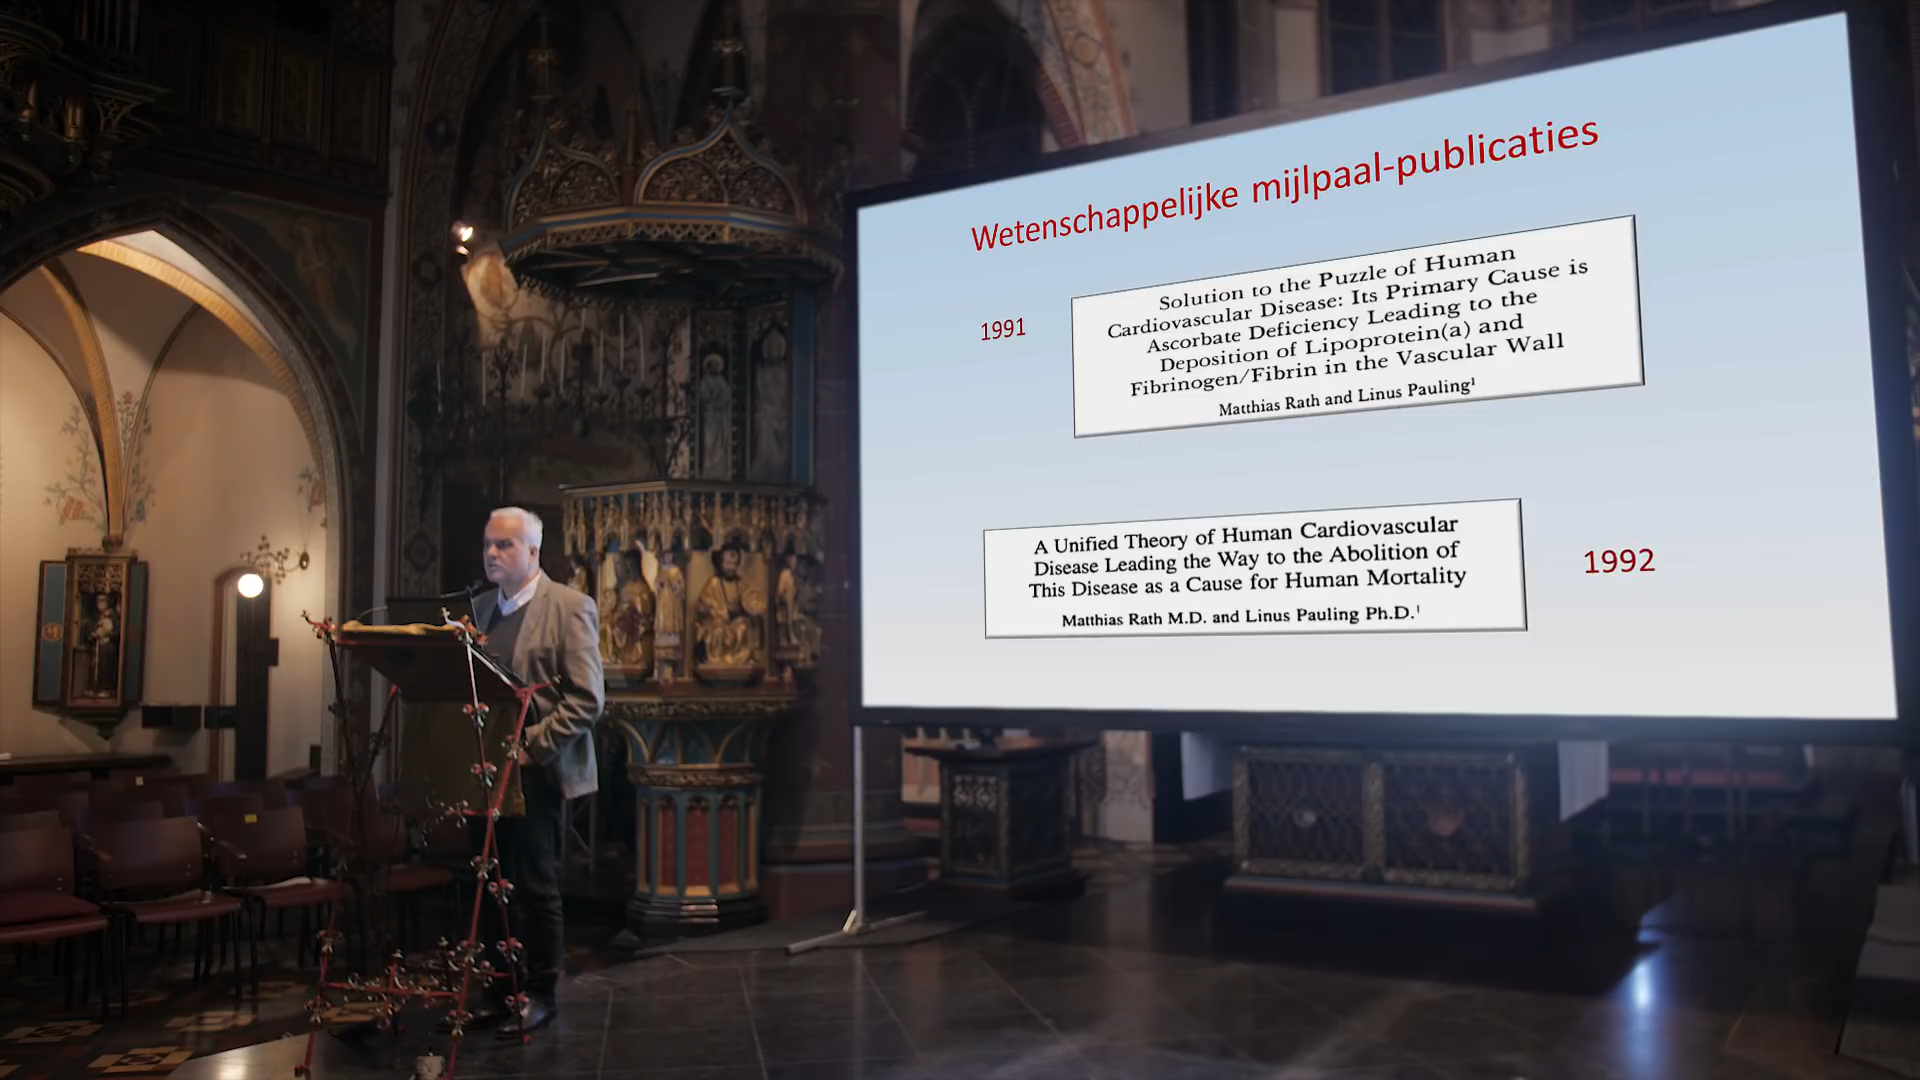 Wetenschappelijke mijlpaal-publicaties
1991
Solution to the Puzzle of Human
Cardiovascular Disease: Its Primary Cause is
Ascorbate Deficiency Leading to the
Deposition of Lipoprotein(a) and
Fibrinogen/Fibrin in the Vascular Wall
Matthias Rath and Linus Pauling¹
A Unified Theory of Human Cardiovascular
Disease Leading the Way to the Abolition of
This Disease as a Cause for Human Mortality
Matthias Rath M.D. and Linus Pauling Ph.D.¹
1992